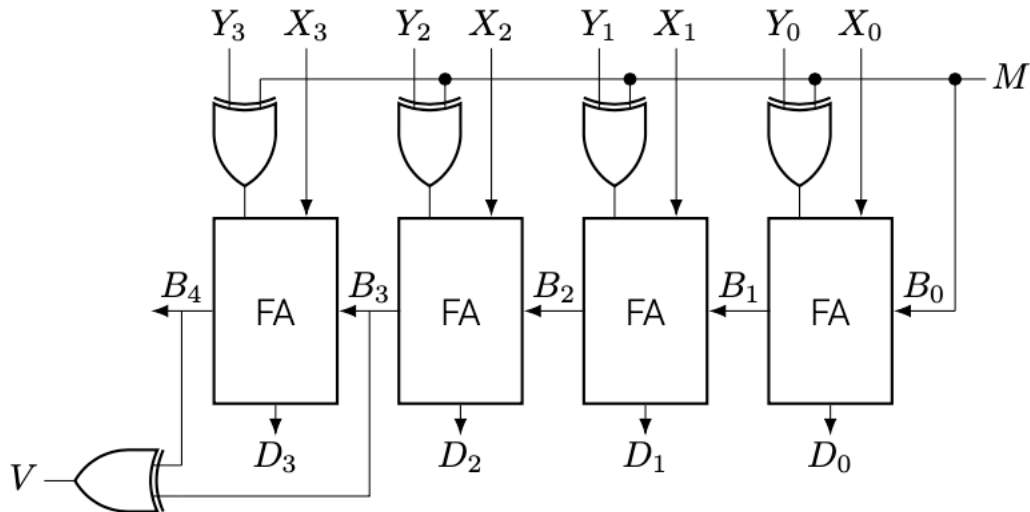 Y₃ X₃ Y₂ X₂ Y₁ X₁ Y₀ X₀
M
B₄ FA B₃ FA B₂ FA B₁ FA B₀
D₃ D₂ D₁ D₀
V